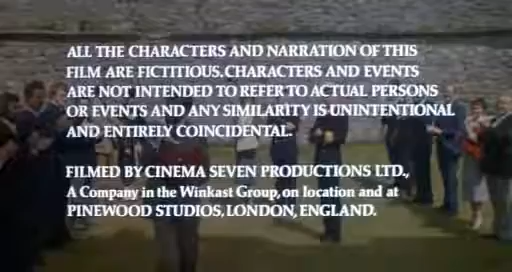 ALL THE CHARACTERS AND NARRATION OF THIS
FILM ARE FICTITIOUS. CHARACTERS AND EVENTS
ARE NOT INTENDED TO REFER TO ACTUAL PERSONS
OR EVENTS AND ANY SIMILARITY IS UNINTENTIONAL
AND ENTIRELY COINCIDENTAL.
FILMED BY CINEMA SEVEN PRODUCTIONS LTD.,
A Company in the Winkast Group, on location and at
PINEWOOD STUDIOS, LONDON, ENGLAND.